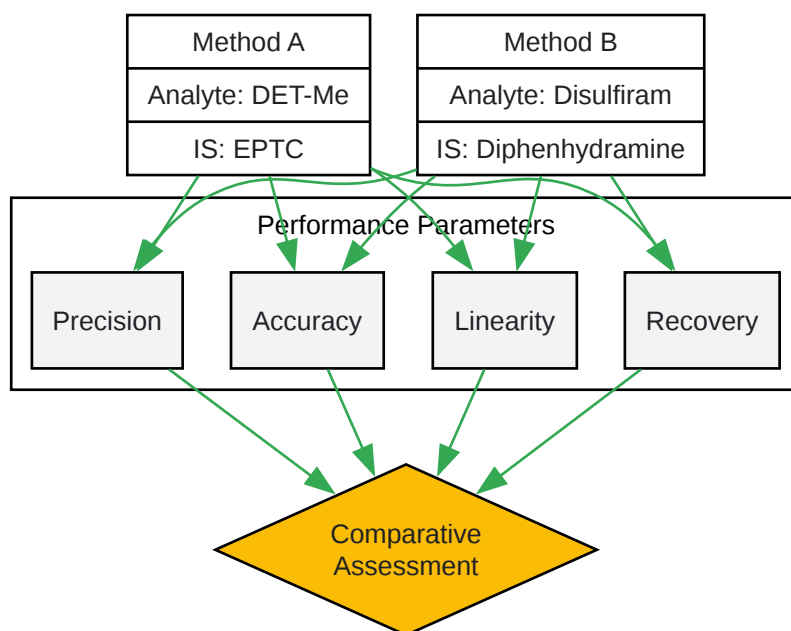 Method A
Analyte: DET-Me
IS: EPTC
Method B
Analyte: Disulfiram
IS: Diphenhydramine
Performance Parameters
Precision
Accuracy
Linearity
Recovery
Comparative
Assessment